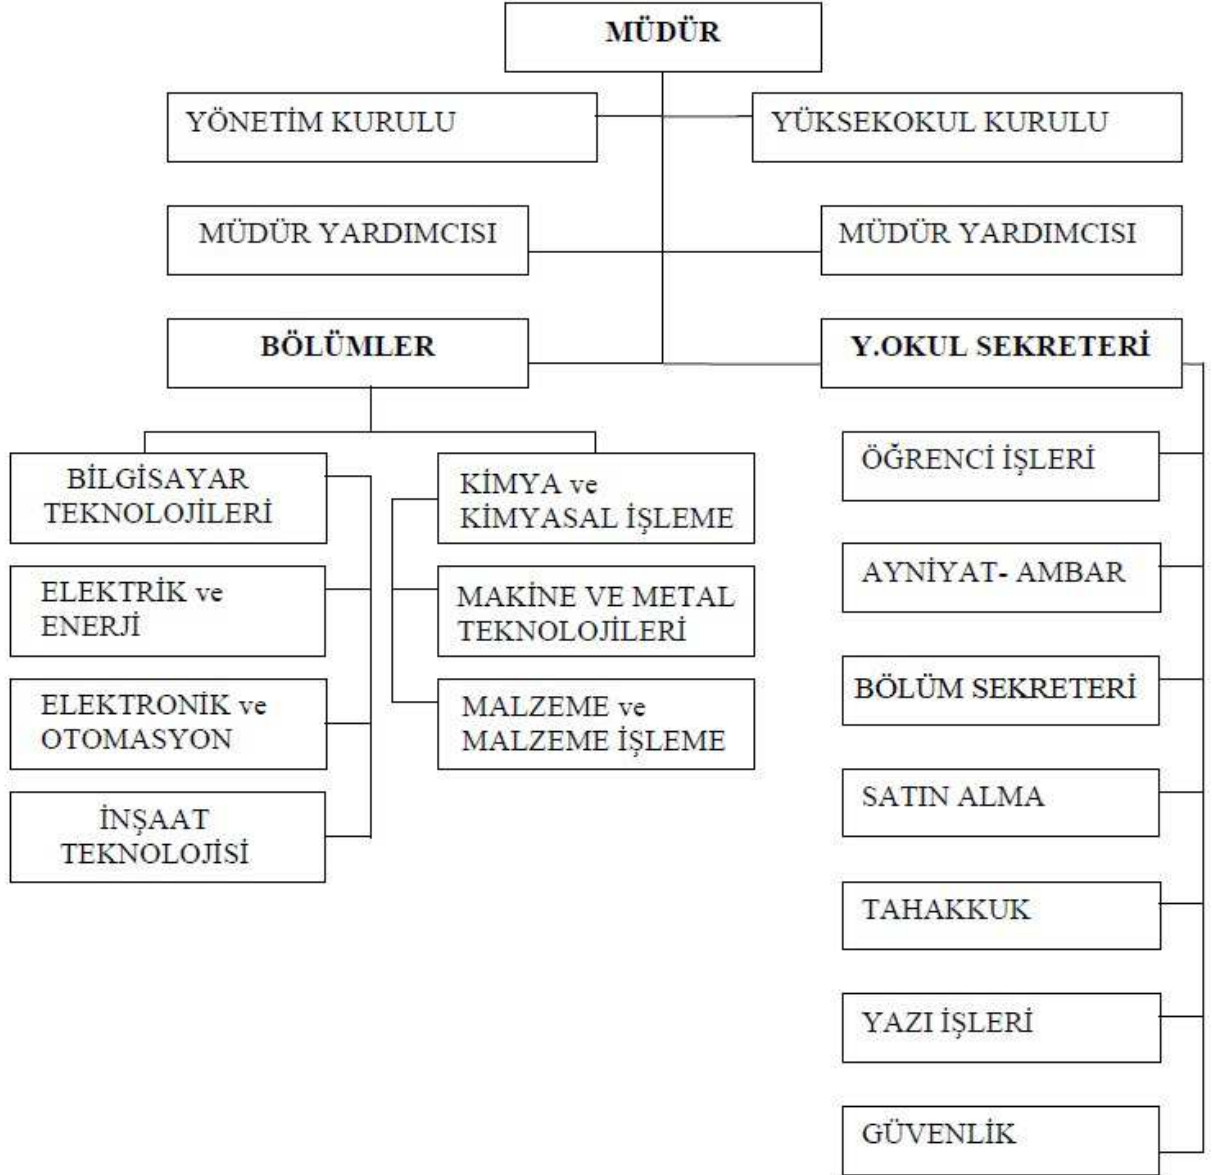 MÜDÜR
YÖNETİM KURULU
YÜKSEKOKUL KURULU
MÜDÜR YARDIMCISI
MÜDÜR YARDIMCISI
BÖLÜMLER
Y.OKUL SEKRETERİ
BİLGİSAYAR
TEKNOLOJİLERİ
KİMYA ve
KİMYASAL İŞLEME
ELEKTRİK ve
ENERJİ
MAKİNE VE METAL
TEKNOLOJİLERİ
ELEKTRONİK ve
OTOMASYON
MALZEME ve
MALZEME İŞLEME
İNŞAAT
TEKNOLOJİSİ
ÖĞRENCİ İŞLERİ
AYNİYAT- AMBAR
BÖLÜM SEKRETERİ
SATIN ALMA
TAHAKKUK
YAZI İŞLERİ
GÜVENLİK